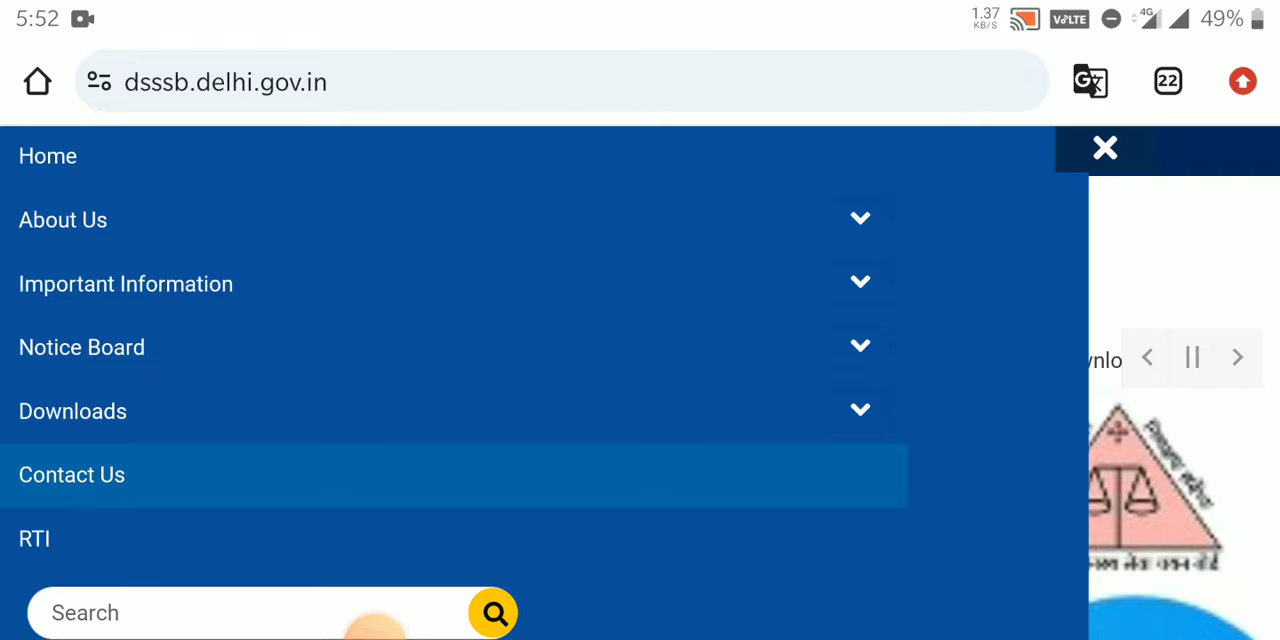 5:52
1.37
KB/S
VoLTE
4G
49%
dsssb.delhi.gov.in
G
22
Home
About Us
Important Information
Notice Board
Downloads
Contact Us
RTI
Search